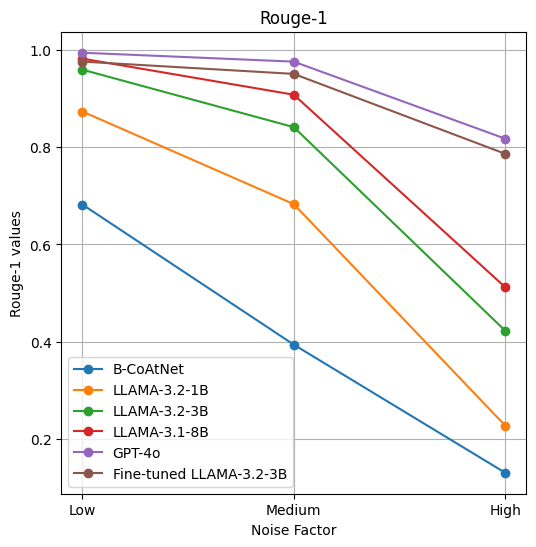 Rouge-1
1.0
0.8
0.6
0.4
0.2
Rouge-1 values
B-CoAtNet
LLAMA-3.2-1B
LLAMA-3.2-3B
LLAMA-3.1-8B
GPT-4o
Fine-tuned LLAMA-3.2-3B
Low
Medium
High
Noise Factor